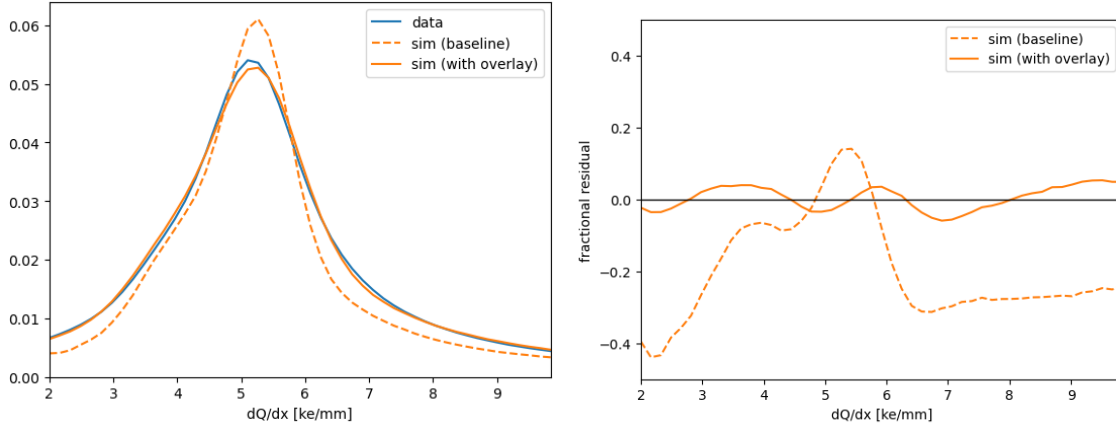 0.06
0.05
0.04
0.03
0.02
0.01
0.00
2 3 4 5 6 7 8 9
dQ/dx [ke/mm]
data
sim (baseline)
sim (with overlay)
fractional residual
0.4
0.2
0.0
−0.2
−0.4
2 3 4 5 6 7 8 9
dQ/dx [ke/mm]
sim (baseline)
sim (with overlay)